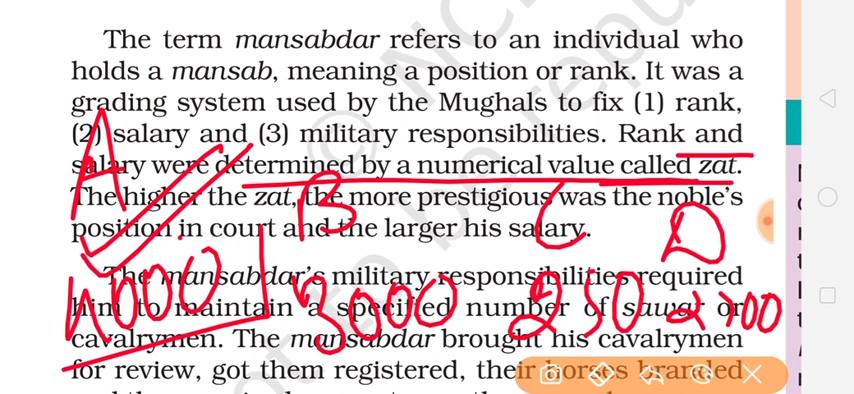 The term mansabdar refers to an individual who
holds a mansab, meaning a position or rank. It was a
grading system used by the Mughals to fix (1) rank,
(2) salary and (3) military responsibilities. Rank and
salary were determined by a numerical value called zat.
The higher the zat, the more prestigious was the noble's
position in court and the larger his salary.
A B C D
The mansabdar's military responsibilities required
him to maintain a specified number of sawar or
4000 3000 250
cavalrymen. The mansabdar brought his cavalrymen
for review, got them registered, their horses branded